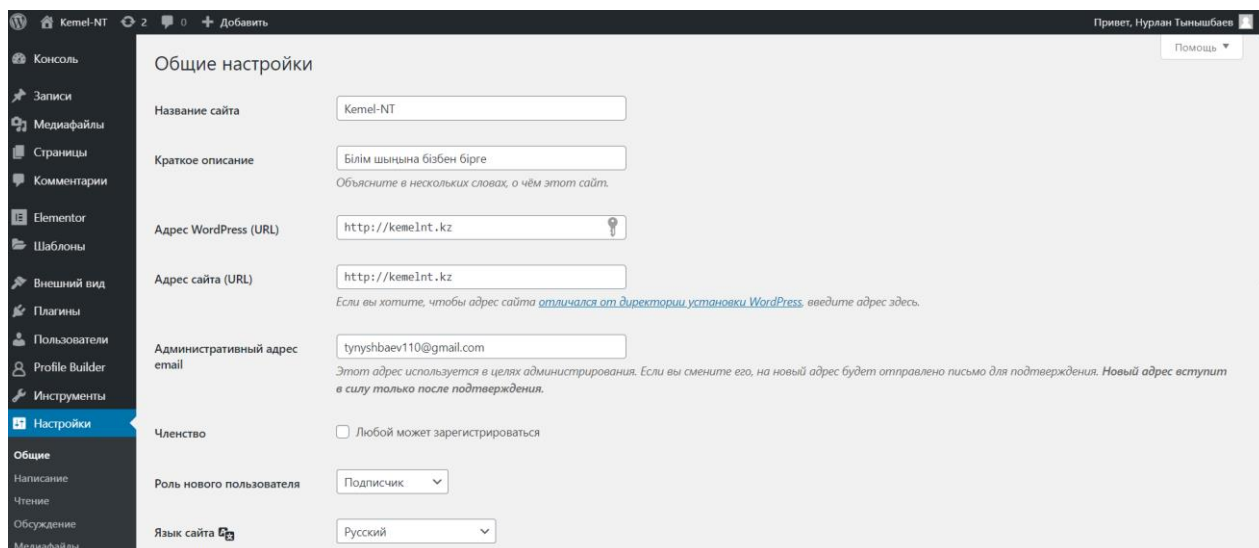 Kemel-NT 2 0 + Добавить Привет, Нурлан Тынышбаев
Помощь
Консоль
Записи
Медиафайлы
Страницы
Комментарии
Elementor
Шаблоны
Внешний вид
Плагины
Пользователи
Profile Builder
Инструменты
Настройки
Общие
Написание
Чтение
Обсуждение
Медиафайлы
Общие настройки
Название сайта Kemel-NT
Краткое описание Білім шыңына бізбен бірге
Объясните в нескольких словах, о чём этот сайт.
Адрес WordPress (URL) http://kemelnt.kz
Адрес сайта (URL) http://kemelnt.kz
Если вы хотите, чтобы адрес сайта отличался от директории установки WordPress, введите адрес здесь.
Административный адрес email tynyshbaev110@gmail.com
Этот адрес используется в целях администрирования. Если вы смените его, на новый адрес будет отправлено письмо для подтверждения. Новый адрес вступит
в силу только после подтверждения.
Членство Любой может зарегистрироваться
Роль нового пользователя Подписчик
Язык сайта Русский